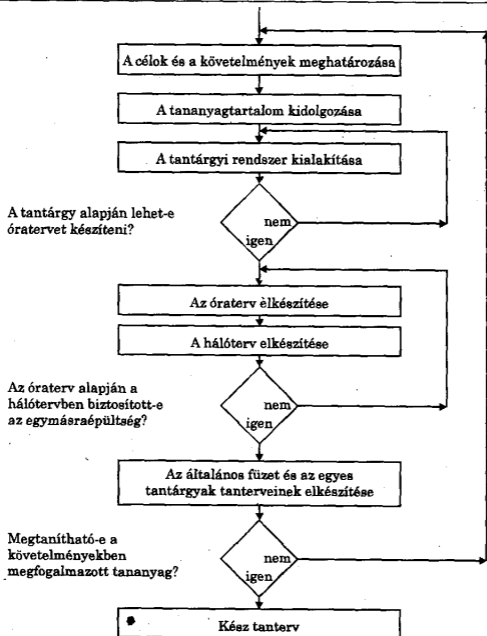 A célok és a követelmények meghatározása
A tananyagtartalom kidolgozása
A tantárgyi rendszer kialakítása
A tantárgy alapján lehet-e
óratervet készíteni?
nem
igen
Az óraterv elkészítése
A hálóterv elkészítése
Az óraterv alapján a
hálótervben biztosított-e
az egymásraépültség?
nem
igen
Az általános füzet és az egyes
tantárgyak tanterveinek elkészítése
Megtanítható-e a
követelményekben
megfogalmazott tananyag?
nem
igen
Kész tanterv